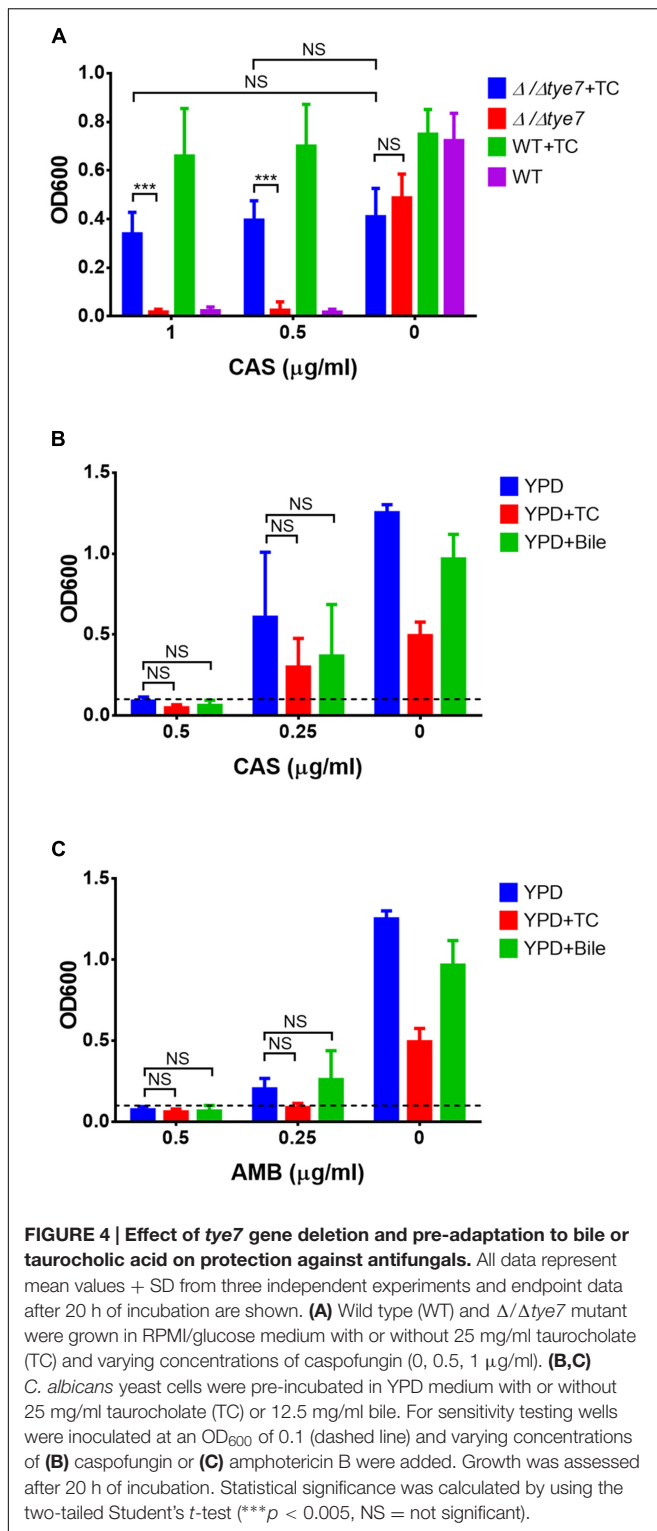 A
NS
NS
1.0
0.8
0.6
0.4
0.2
0.0
OD600
***
***
NS
1
0.5
0
CAS (μg/ml)
Δ/Δtye7+TC
Δ/Δtye7
WT+TC
WT
B
1.5
1.0
0.5
0.0
OD600
NS
NS
NS
NS
0.5
0.25
0
CAS (μg/ml)
YPD
YPD+TC
YPD+Bile
C
1.5
1.0
0.5
0.0
OD600
NS
NS
NS
NS
0.5
0.25
0
AMB (μg/ml)
YPD
YPD+TC
YPD+Bile
FIGURE 4 | Effect of tye7 gene deletion and pre-adaptation to bile or
taurocholic acid on protection against antifungals. All data represent
mean values + SD from three independent experiments and endpoint data
after 20 h of incubation are shown. (A) Wild type (WT) and Δ/Δtye7 mutant
were grown in RPMI/glucose medium with or without 25 mg/ml taurocholate
(TC) and varying concentrations of caspofungin (0, 0.5, 1 μg/ml). (B,C)
C. albicans yeast cells were pre-incubated in YPD medium with or without
25 mg/ml taurocholate (TC) or 12.5 mg/ml bile. For sensitivity testing wells
were inoculated at an OD600 of 0.1 (dashed line) and varying concentrations
of (B) caspofungin or (C) amphotericin B were added. Growth was assessed
after 20 h of incubation. Statistical significance was calculated by using the
two-tailed Student's t-test (***p < 0.005, NS = not significant).